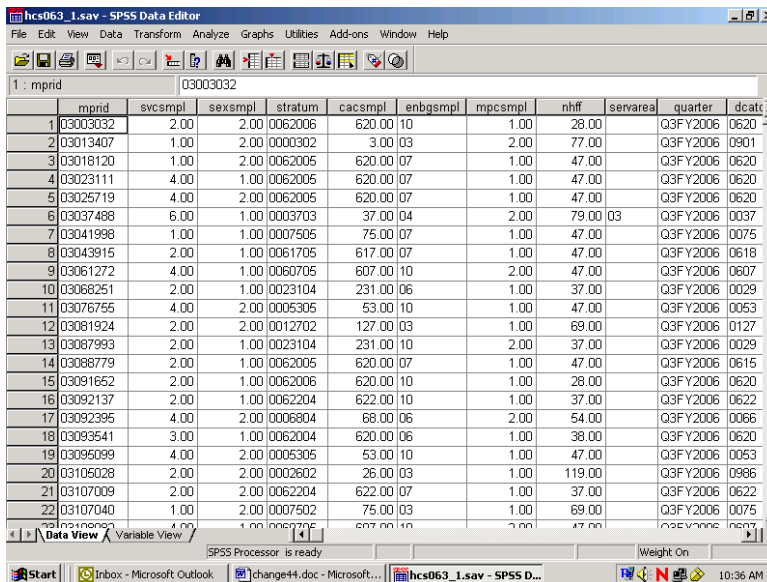 hcs063_1.sav - SPSS Data Editor
File Edit View Data Transform Analyze Graphs Utilities Add-ons Window Help
1 : mprid 03003032
mprid svcsmpl sexsmpl stratum cacsmpl enbgsmpl mpcsmpl nhff servarea quarter dcatc
1 03003032 2.00 2.00 0062006 620.00 10 1.00 28.00 Q3FY2006 0620
2 03013407 1.00 2.00 0000302 3.00 03 2.00 77.00 Q3FY2006 0901
3 03018120 1.00 2.00 0062005 620.00 07 1.00 47.00 Q3FY2006 0620
4 03023111 4.00 1.00 0062005 620.00 07 1.00 47.00 Q3FY2006 0620
5 03025719 4.00 2.00 0062005 620.00 07 1.00 47.00 Q3FY2006 0620
6 03037488 6.00 1.00 0003703 37.00 04 2.00 79.00 03 Q3FY2006 0037
7 03041998 1.00 1.00 0007505 75.00 07 1.00 47.00 Q3FY2006 0075
8 03043915 2.00 1.00 0061705 617.00 07 1.00 47.00 Q3FY2006 0618
9 03061272 4.00 1.00 0060705 607.00 10 2.00 47.00 Q3FY2006 0607
10 03068251 2.00 1.00 0023104 231.00 06 1.00 37.00 Q3FY2006 0029
11 03076755 4.00 2.00 0005305 53.00 10 1.00 47.00 Q3FY2006 0053
12 03081924 2.00 2.00 0012702 127.00 03 1.00 69.00 Q3FY2006 0127
13 03087993 2.00 1.00 0023104 231.00 10 2.00 37.00 Q3FY2006 0029
14 03088779 2.00 1.00 0062005 620.00 07 1.00 47.00 Q3FY2006 0615
15 03091652 2.00 1.00 0062006 620.00 10 1.00 28.00 Q3FY2006 0620
16 03092137 2.00 1.00 0062204 622.00 10 1.00 37.00 Q3FY2006 0622
17 03092395 4.00 2.00 0006804 68.00 06 2.00 54.00 Q3FY2006 0066
18 03093541 3.00 1.00 0062004 620.00 06 1.00 38.00 Q3FY2006 0620
19 03095099 4.00 2.00 0005305 53.00 10 1.00 47.00 Q3FY2006 0053
20 03105028 2.00 2.00 0002602 26.00 03 1.00 119.00 Q3FY2006 0986
21 03107009 2.00 2.00 0062204 622.00 07 1.00 37.00 Q3FY2006 0622
22 03107040 1.00 2.00 0007502 75.00 03 1.00 69.00 Q3FY2006 0075
Data View Variable View
SPSS Processor is ready Weight On
Start Inbox - Microsoft Outlook change44.doc - Microsoft... hcs063_1.sav - SPSS D... 10:36 AM